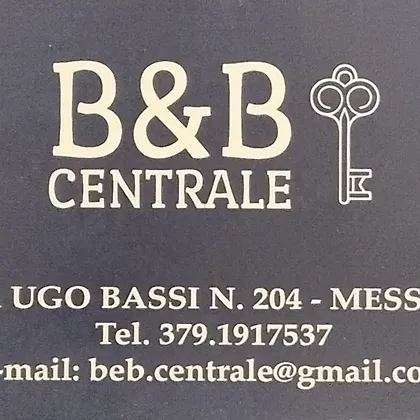 B&B
CENTRALE
UGO BASSI N. 204 - MESS
Tel. 379.1917537
-mail: beb.centrale@gmail.co